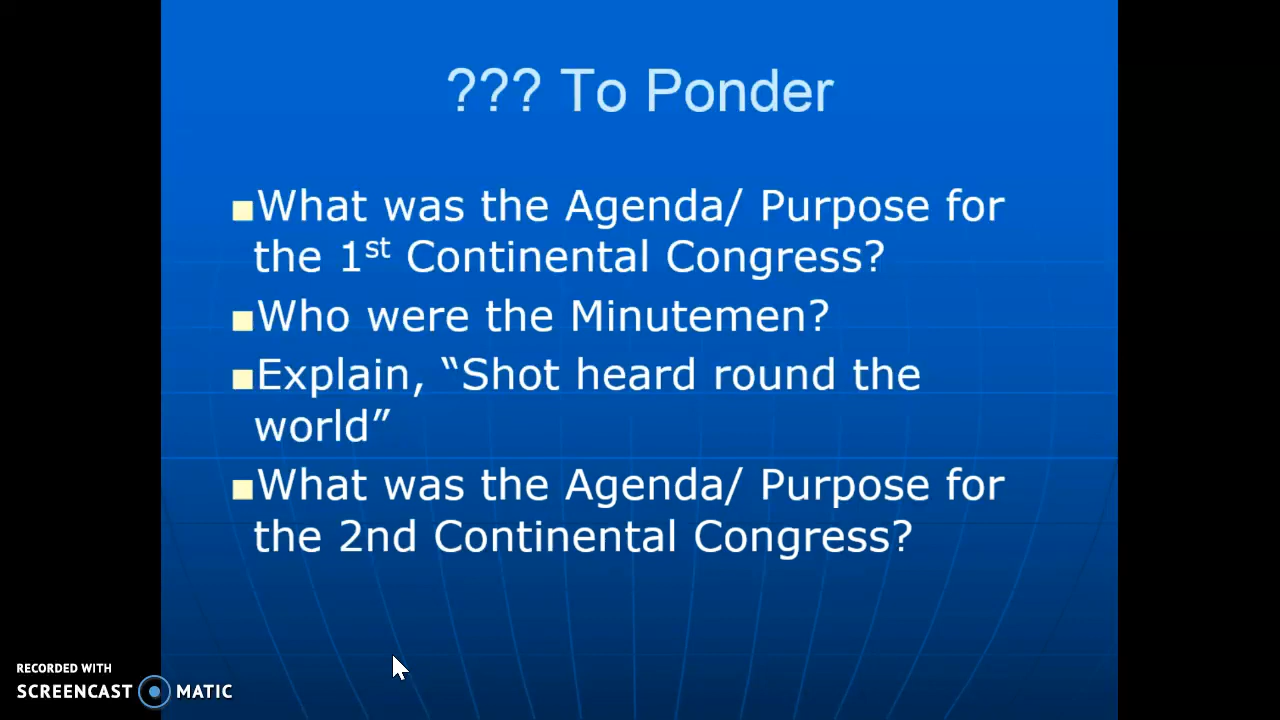 ??? To Ponder
■What was the Agenda/ Purpose for
the 1st Continental Congress?
■Who were the Minutemen?
■Explain, “Shot heard round the
world”
■What was the Agenda/ Purpose for
the 2nd Continental Congress?
RECORDED WITH
SCREENCAST MATIC